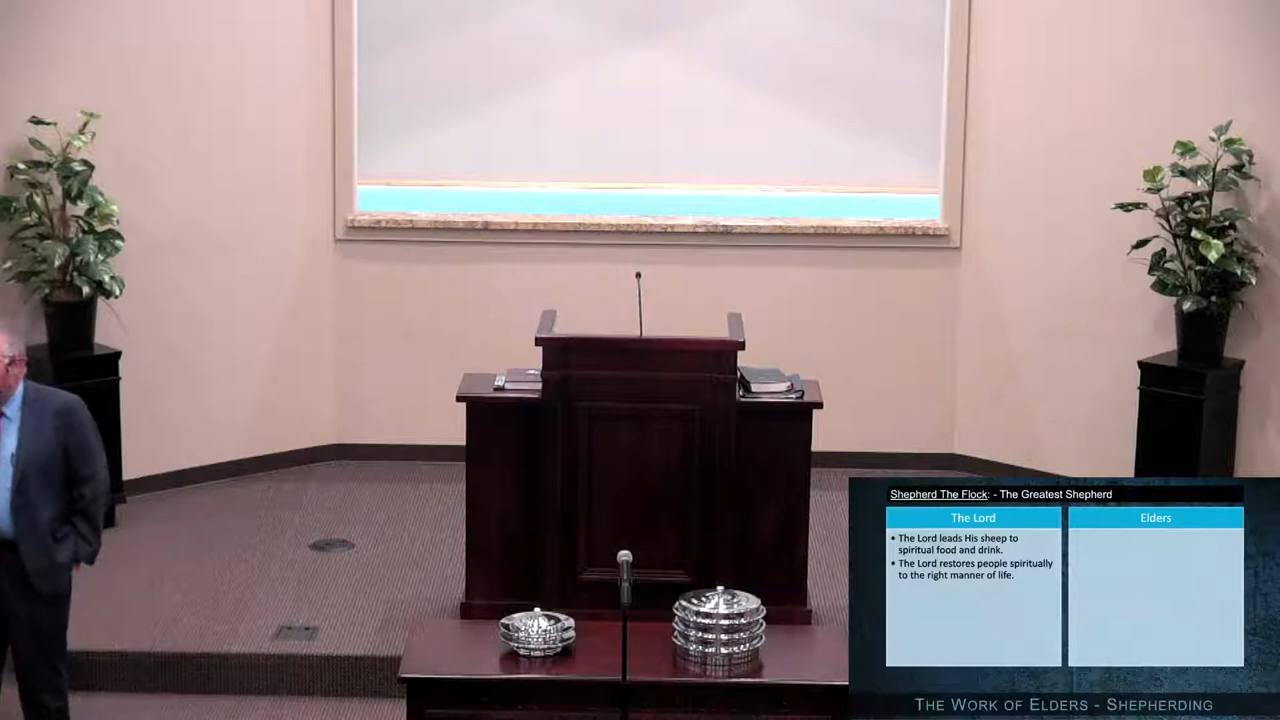 Shepherd The Flock: - The Greatest Shepherd
The Lord
Elders
• The Lord leads His sheep to
spiritual food and drink.
• The Lord restores people spiritually
to the right manner of life.
THE WORK OF ELDERS - SHEPHERDING